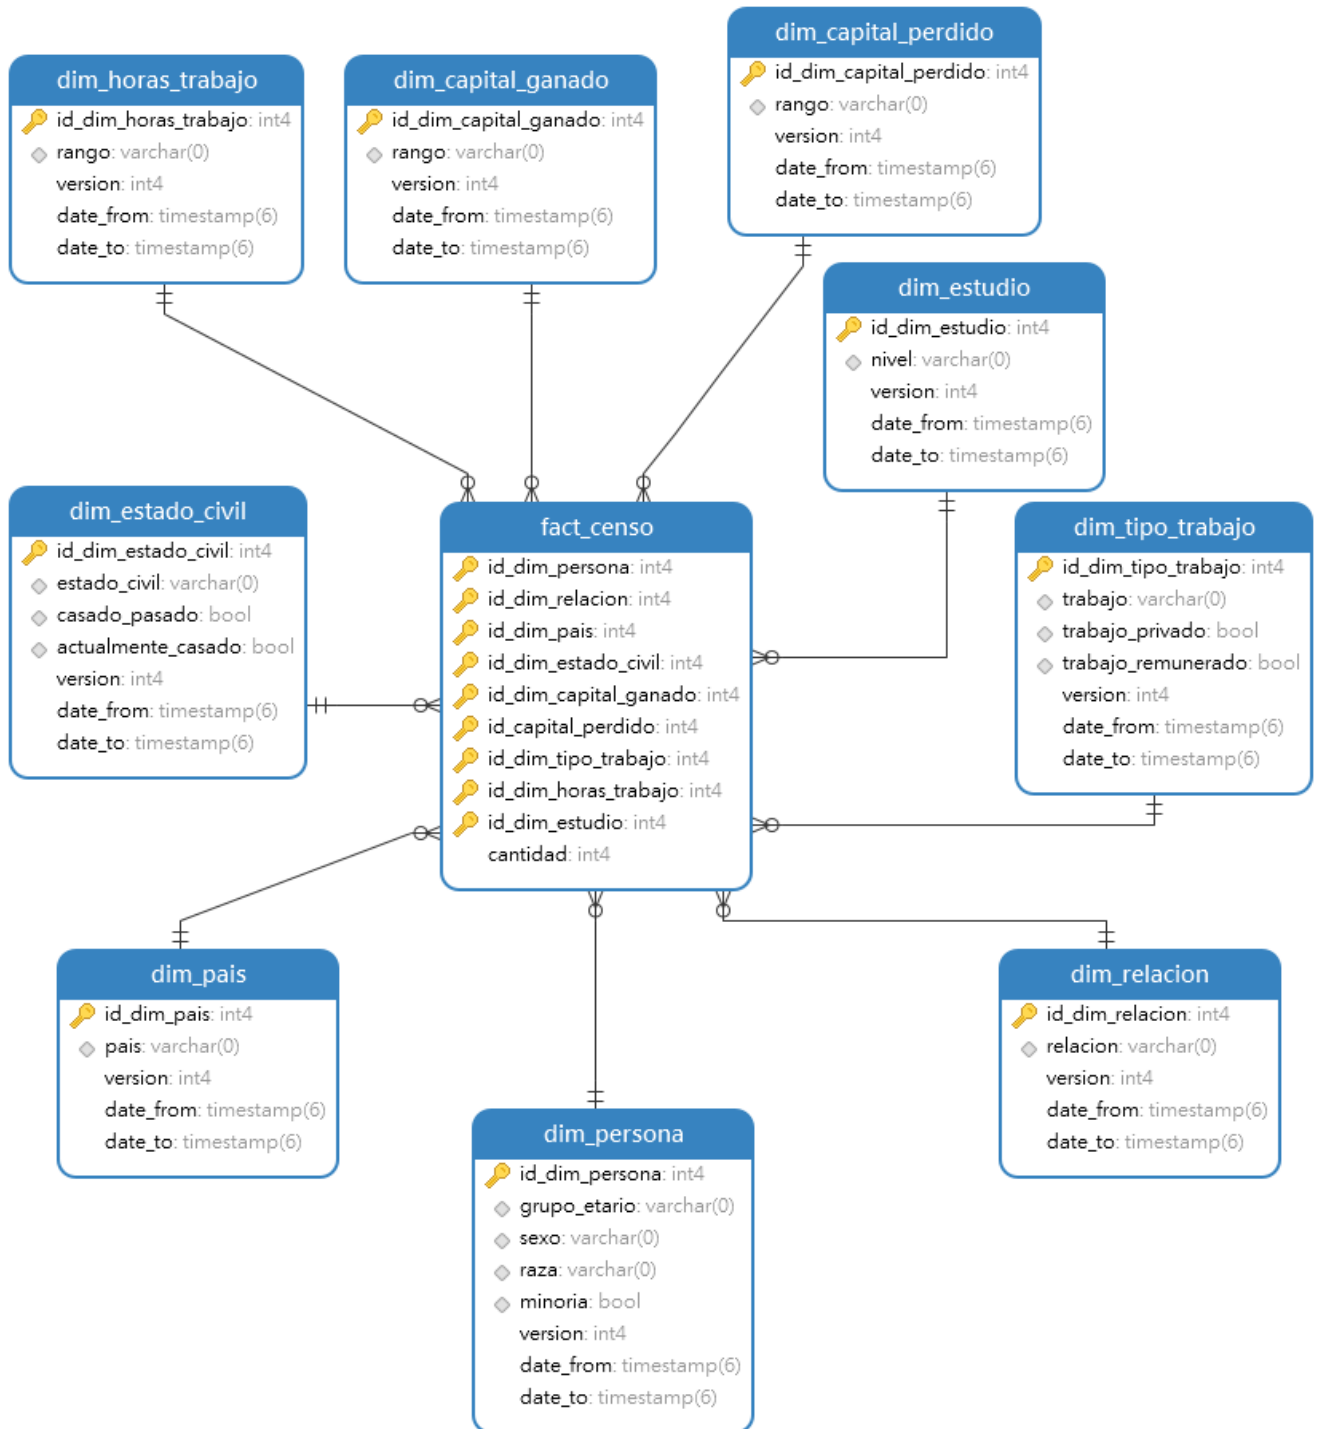 dim_horas_trabajo
id_dim_horas_trabajo: int4
rango: varchar(0)
version: int4
date_from: timestamp(6)
date_to: timestamp(6)
dim_capital_ganado
id_dim_capital_ganado: int4
rango: varchar(0)
version: int4
date_from: timestamp(6)
date_to: timestamp(6)
dim_capital_perdido
id_dim_capital_perdido: int4
rango: varchar(0)
version: int4
date_from: timestamp(6)
date_to: timestamp(6)
dim_estudio
id_dim_estudio: int4
nivel: varchar(0)
version: int4
date_from: timestamp(6)
date_to: timestamp(6)
dim_estado_civil
id_dim_estado_civil: int4
estado_civil: varchar(0)
casado_pasado: bool
actualmente_casado: bool
version: int4
date_from: timestamp(6)
date_to: timestamp(6)
fact_censo
id_dim_persona: int4
id_dim_relacion: int4
id_dim_pais: int4
id_dim_estado_civil: int4
id_dim_capital_ganado: int4
id_capital_perdido: int4
id_dim_tipo_trabajo: int4
id_dim_horas_trabajo: int4
id_dim_estudio: int4
cantidad: int4
dim_tipo_trabajo
id_dim_tipo_trabajo: int4
trabajo: varchar(0)
trabajo_privado: bool
trabajo_remunerado: bool
version: int4
date_from: timestamp(6)
date_to: timestamp(6)
dim_pais
id_dim_pais: int4
pais: varchar(0)
version: int4
date_from: timestamp(6)
date_to: timestamp(6)
dim_persona
id_dim_persona: int4
grupo_etario: varchar(0)
sexo: varchar(0)
raza: varchar(0)
minoria: bool
version: int4
date_from: timestamp(6)
date_to: timestamp(6)
dim_relacion
id_dim_relacion: int4
relacion: varchar(0)
version: int4
date_from: timestamp(6)
date_to: timestamp(6)